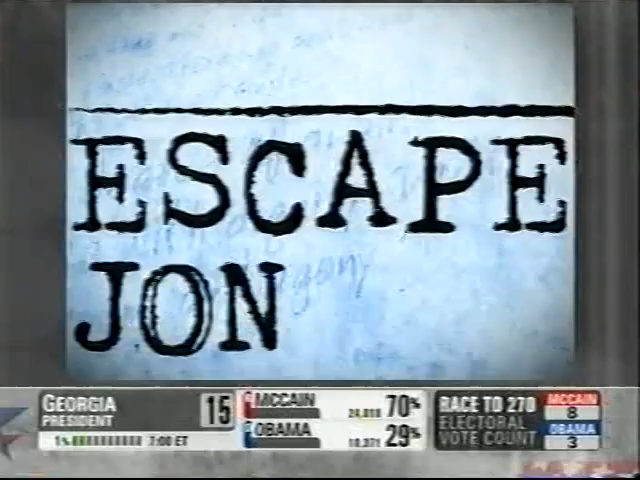 ESCAPE
JON
GEORGIA
PRESIDENT
15
1% 7:00 ET
MCCAIN 70%
OBAMA 29%
RACE TO 270
ELECTORAL
VOTE COUNT
MCCAIN
8
OBAMA
3